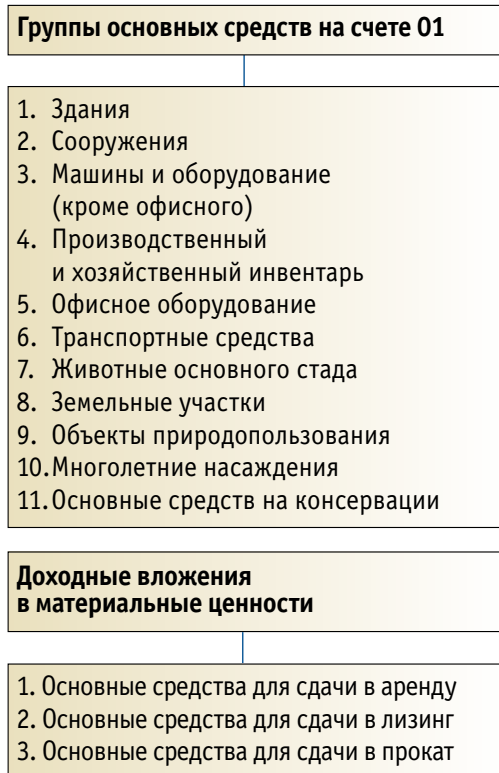 Группы основных средств на счете 01
1. Здания
2. Сооружения
3. Машины и оборудование
(кроме офисного)
4. Производственный
и хозяйственный инвентарь
5. Офисное оборудование
6. Транспортные средства
7. Животные основного стада
8. Земельные участки
9. Объекты природопользования
10.Многолетние насаждения
11.Основные средств на консервации
Доходные вложения
в материальные ценности
1. Основные средства для сдачи в аренду
2. Основные средства для сдачи в лизинг
3. Основные средства для сдачи в прокат